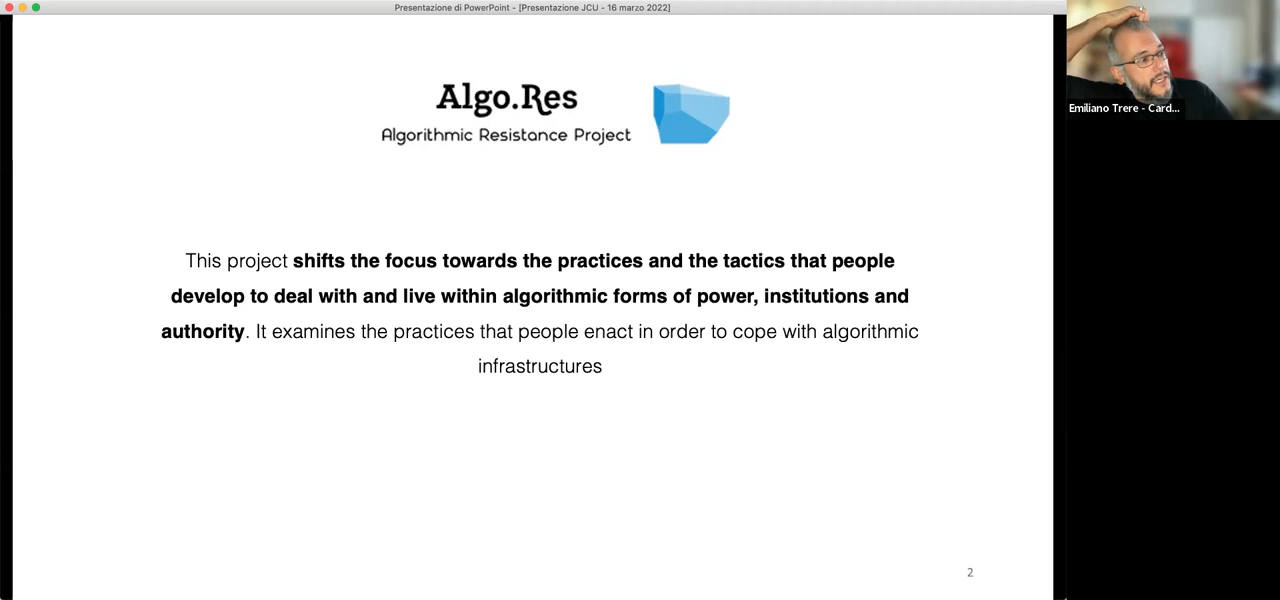 Presentazione di PowerPoint - [Presentazione JCU - 16 marzo 2022]
Algo.Res
Algorithmic Resistance Project
Emiliano Trere - Card...
This project shifts the focus towards the practices and the tactics that people
develop to deal with and live within algorithmic forms of power, institutions and
authority. It examines the practices that people enact in order to cope with algorithmic
infrastructures
2